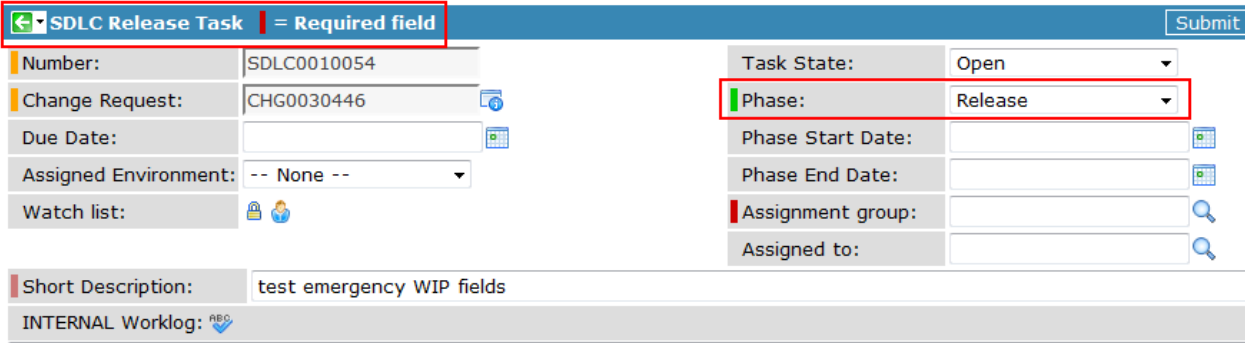 SDLC Release Task = Required field Submit
Number: SDLC0010054 Task State: Open
Change Request: CHG0030446 Phase: Release
Due Date: Phase Start Date:
Assigned Environment: -- None -- Phase End Date:
Watch list: Assignment group:
Assigned to:
Short Description: test emergency WIP fields
INTERNAL Worklog: ABC